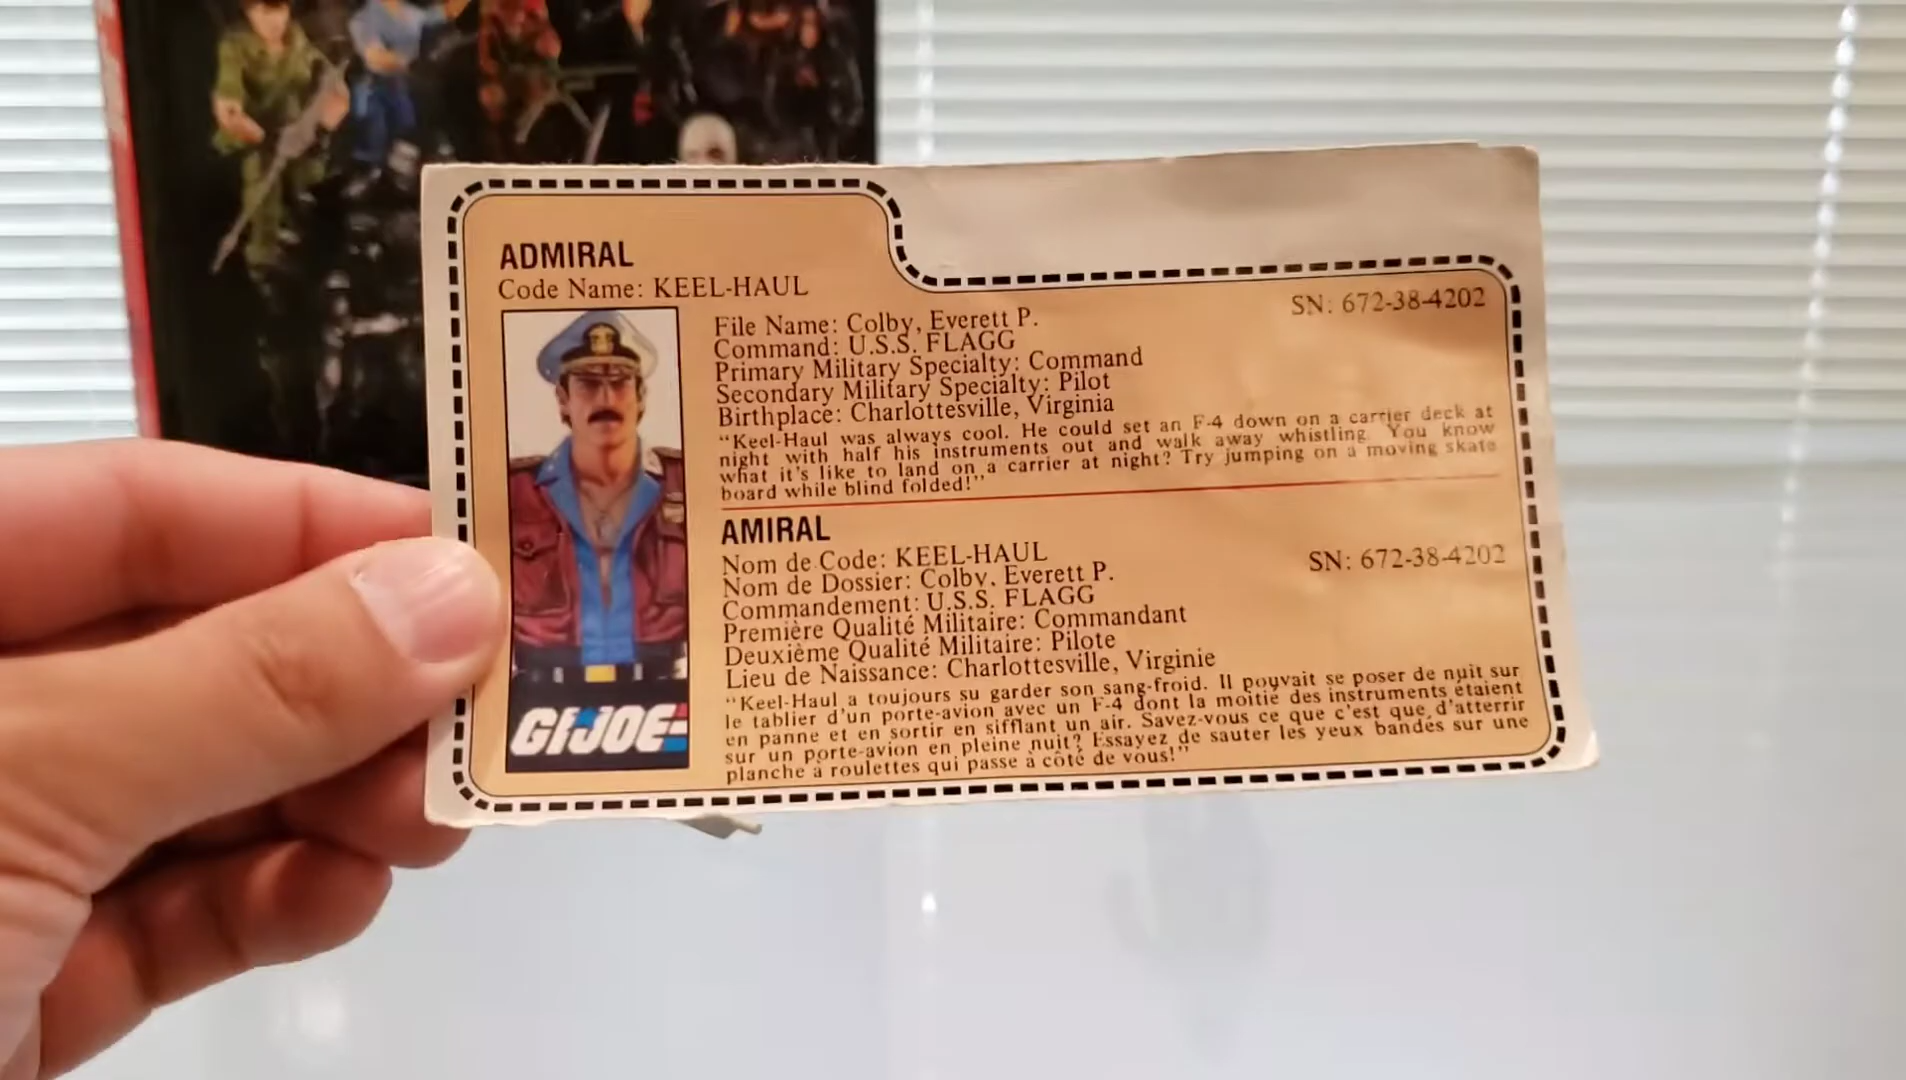 ADMIRAL
Code Name: KEEL-HAUL
SN: 672-38-4202
File Name: Colby, Everett P.
Command: U.S.S. FLAGG
Primary Military Specialty: Command
Secondary Military Specialty: Pilot
Birthplace: Charlottesville, Virginia
“Keel-Haul was always cool. He could set an F-4 down on a carrier deck at
night with half his instruments out and walk away whistling. You know
what it's like to land on a carrier at night? Try jumping on a moving skate
board while blind folded!”
AMIRAL
Nom de Code: KEEL-HAUL
SN: 672-38-4202
Nom de Dossier: Colby, Everett P.
Commandement: U.S.S. FLAGG
Première Qualité Militaire: Commandant
Deuxième Qualité Militaire: Pilote
Lieu de Naissance: Charlottesville, Virginie
“Keel-Haul a toujours su garder son sang-froid. Il pouvait se poser de nuit sur
le tablier d'un porte-avion avec un F-4 dont la moitié des instruments étaient
en panne et en sortir en sifflant un air. Savez-vous ce que c'est que d'atterrir
sur un porte-avion en pleine nuit? Essayez de sauter les yeux bandés sur une
planche à roulettes qui passe à côté de vous!”
GI JOE